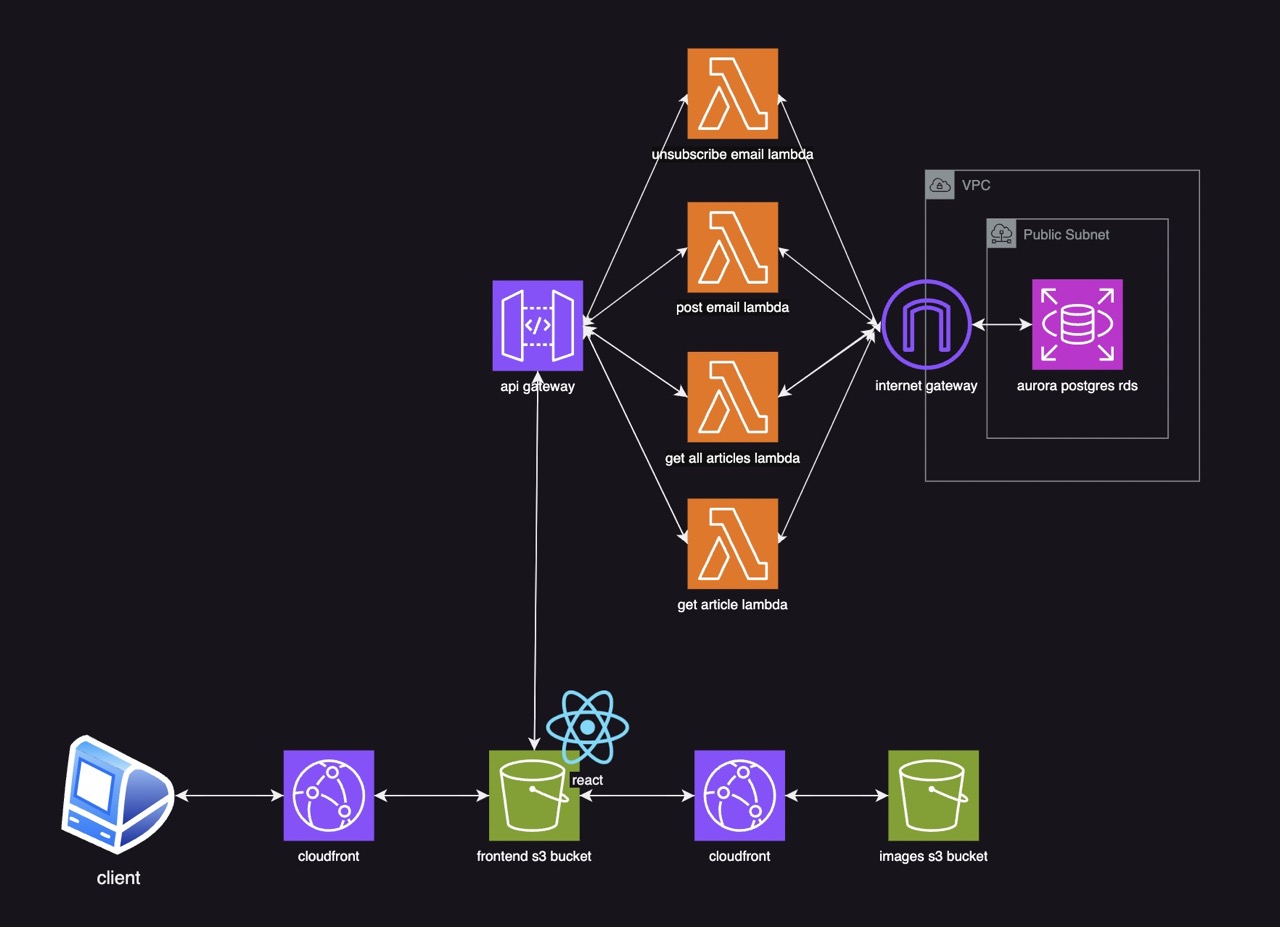 unsubscribe email lambda
VPC
Public Subnet
post email lambda
api gateway
internet gateway
aurora postgres rds
get all articles lambda
get article lambda
react
cloudfront
frontend s3 bucket
cloudfront
images s3 bucket
client